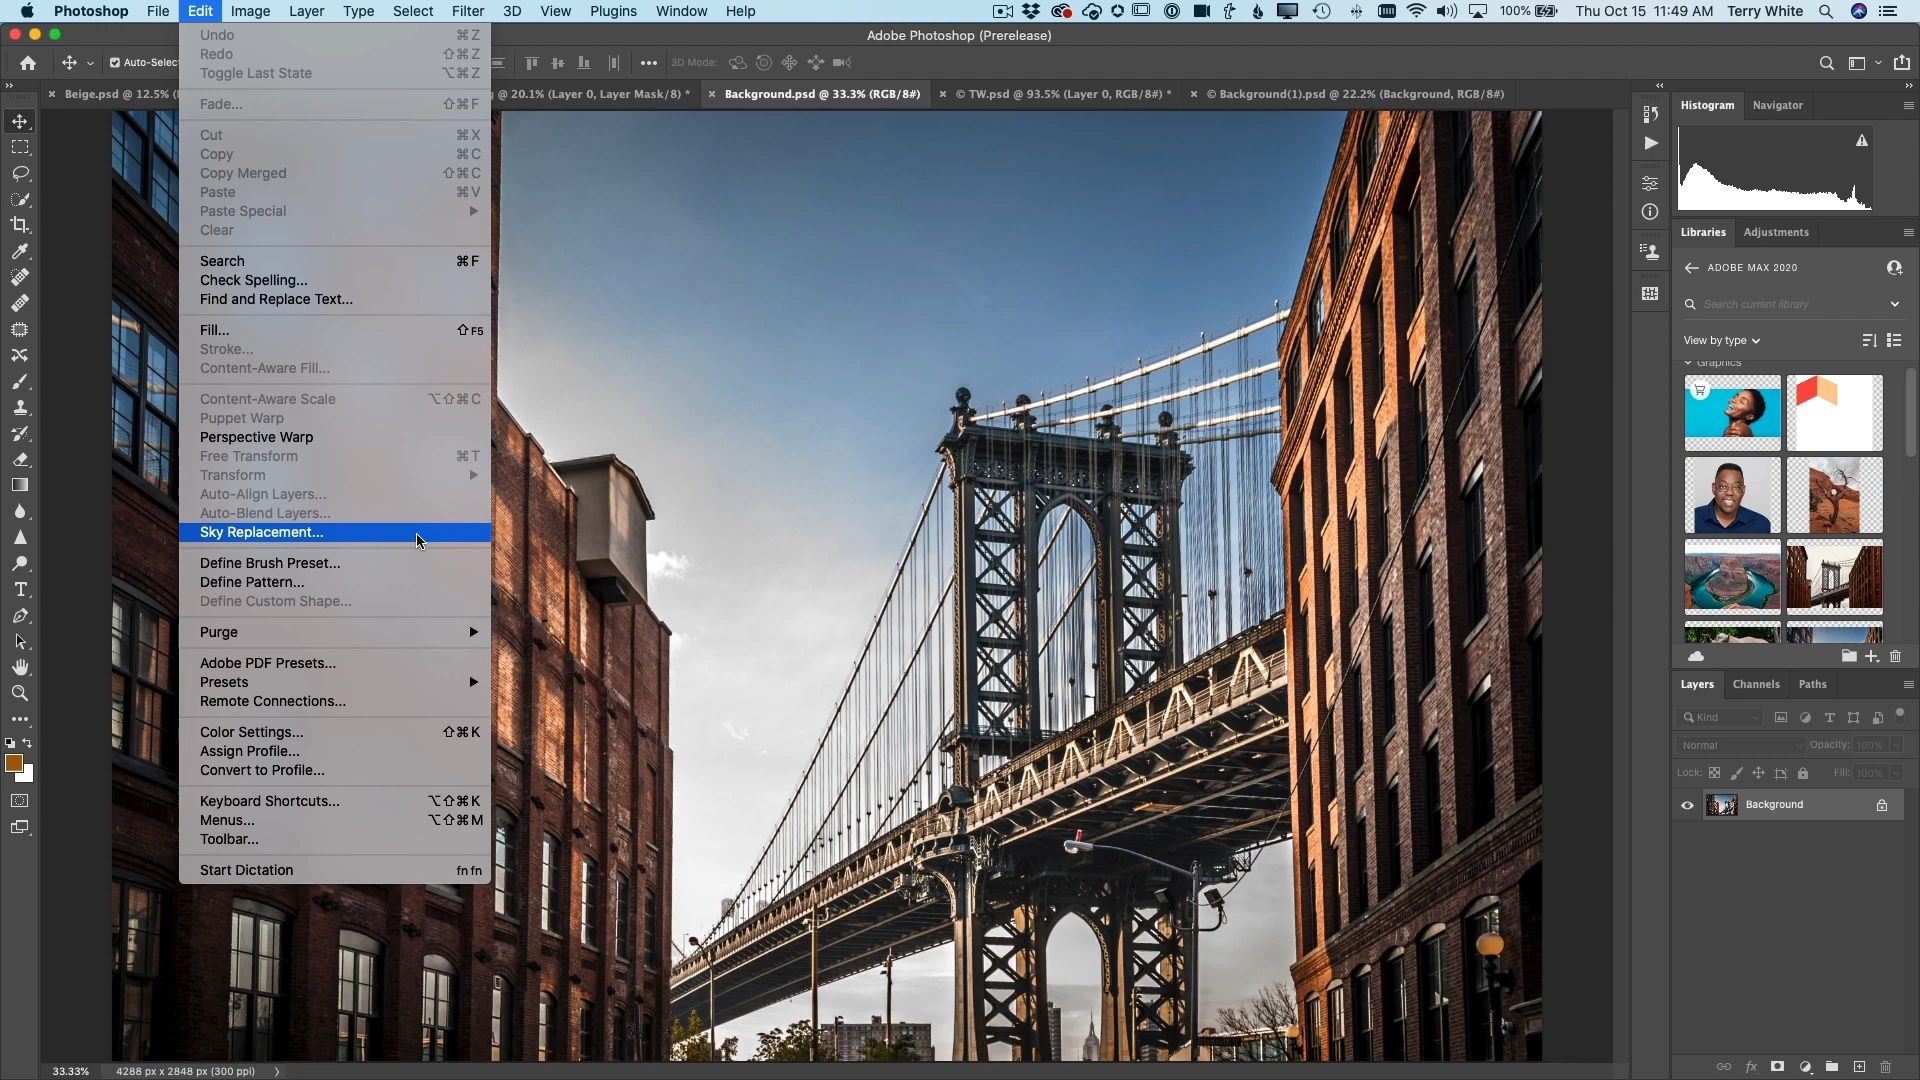 Photoshop File Edit Image Layer Type Select Filter 3D View Plugins Window Help 100% Thu Oct 15 11:49 AM Terry White
Adobe Photoshop (Prerelease)
Auto-Select
3D Mode:
Beige.psd @ 12.5% (
@ 20.1% (Layer 0, Layer Mask/8) *
Background.psd @ 33.3% (RGB/8#)
© TW.psd @ 93.5% (Layer 0, RGB/8#) *
© Background(1).psd @ 22.2% (Background, RGB/8#)
Undo ⌘Z
Redo ⇧⌘Z
Toggle Last State ⌥⌘Z
Fade... ⇧⌘F
Cut ⌘X
Copy ⌘C
Copy Merged ⇧⌘C
Paste ⌘V
Paste Special
Clear
Search ⌘F
Check Spelling...
Find and Replace Text...
Fill... ⇧F5
Stroke...
Content-Aware Fill...
Content-Aware Scale ⌥⇧⌘C
Puppet Warp
Perspective Warp
Free Transform ⌘T
Transform
Auto-Align Layers...
Auto-Blend Layers...
Sky Replacement...
Define Brush Preset...
Define Pattern...
Define Custom Shape...
Purge
Adobe PDF Presets...
Presets
Remote Connections...
Color Settings... ⇧⌘K
Assign Profile...
Convert to Profile...
Keyboard Shortcuts... ⌥⇧⌘K
Menus... ⌥⇧⌘M
Toolbar...
Start Dictation fn fn
Histogram Navigator
Libraries Adjustments
ADOBE MAX 2020
Search current library
View by type
Graphics
Layers Channels Paths
Kind
Normal Opacity: 100%
Lock: Fill: 100%
Background
33.33% 4288 px x 2848 px (300 ppi)